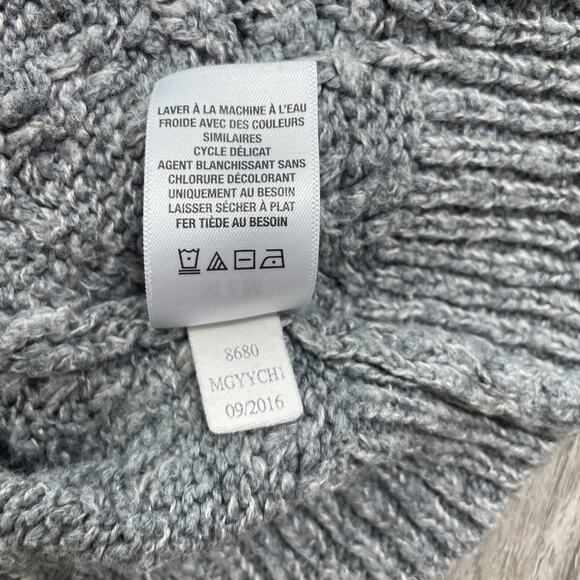 LAVER À LA MACHINE À L'EAU
FROIDE AVEC DES COULEURS
SIMILAIRES
CYCLE DÉLICAT
AGENT BLANCHISSANT SANS
CHLORURE DÉCOLORANT
UNIQUEMENT AU BESOIN
LAISSER SÉCHER À PLAT
FER TIÈDE AU BESOIN
8680
MGYYCH1
09/2016